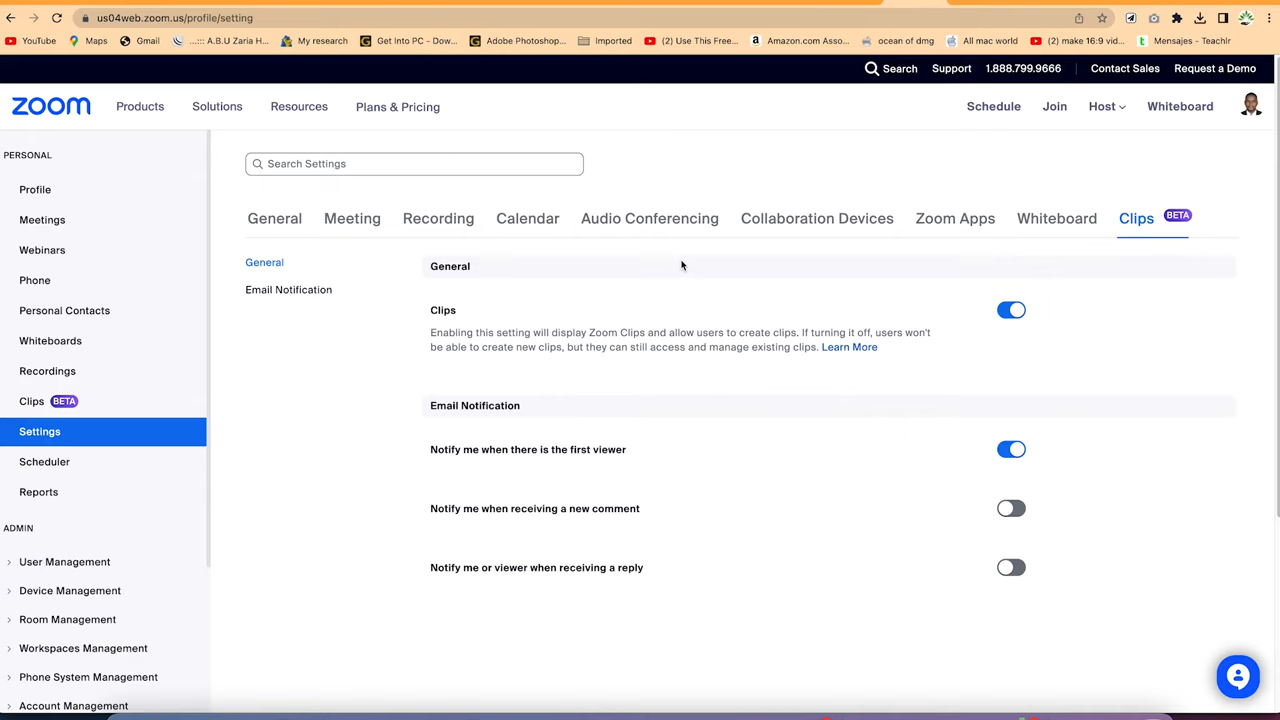 us04web.zoom.us/profile/setting
YouTube Maps Gmail ...::: A.B.U Zaria H... My research Get Into PC - Dow... Adobe Photoshop... Imported (2) Use This Free... Amazon.com Asso... ocean of dmg All mac world (2) make 16:9 vid... Mensajes - Teachlr
Search Support 1.888.799.9666 Contact Sales Request a Demo
zoom Products Solutions Resources Plans & Pricing Schedule Join Host Whiteboard
PERSONAL
Profile
Meetings
Webinars
Phone
Personal Contacts
Whiteboards
Recordings
Clips BETA
Settings
Scheduler
Reports
ADMIN
User Management
Device Management
Room Management
Workspaces Management
Phone System Management
Account Management
Search Settings
General Meeting Recording Calendar Audio Conferencing Collaboration Devices Zoom Apps Whiteboard Clips BETA
General
Email Notification
General
Clips
Enabling this setting will display Zoom Clips and allow users to create clips. If turning it off, users won't
be able to create new clips, but they can still access and manage existing clips. Learn More
Email Notification
Notify me when there is the first viewer
Notify me when receiving a new comment
Notify me or viewer when receiving a reply